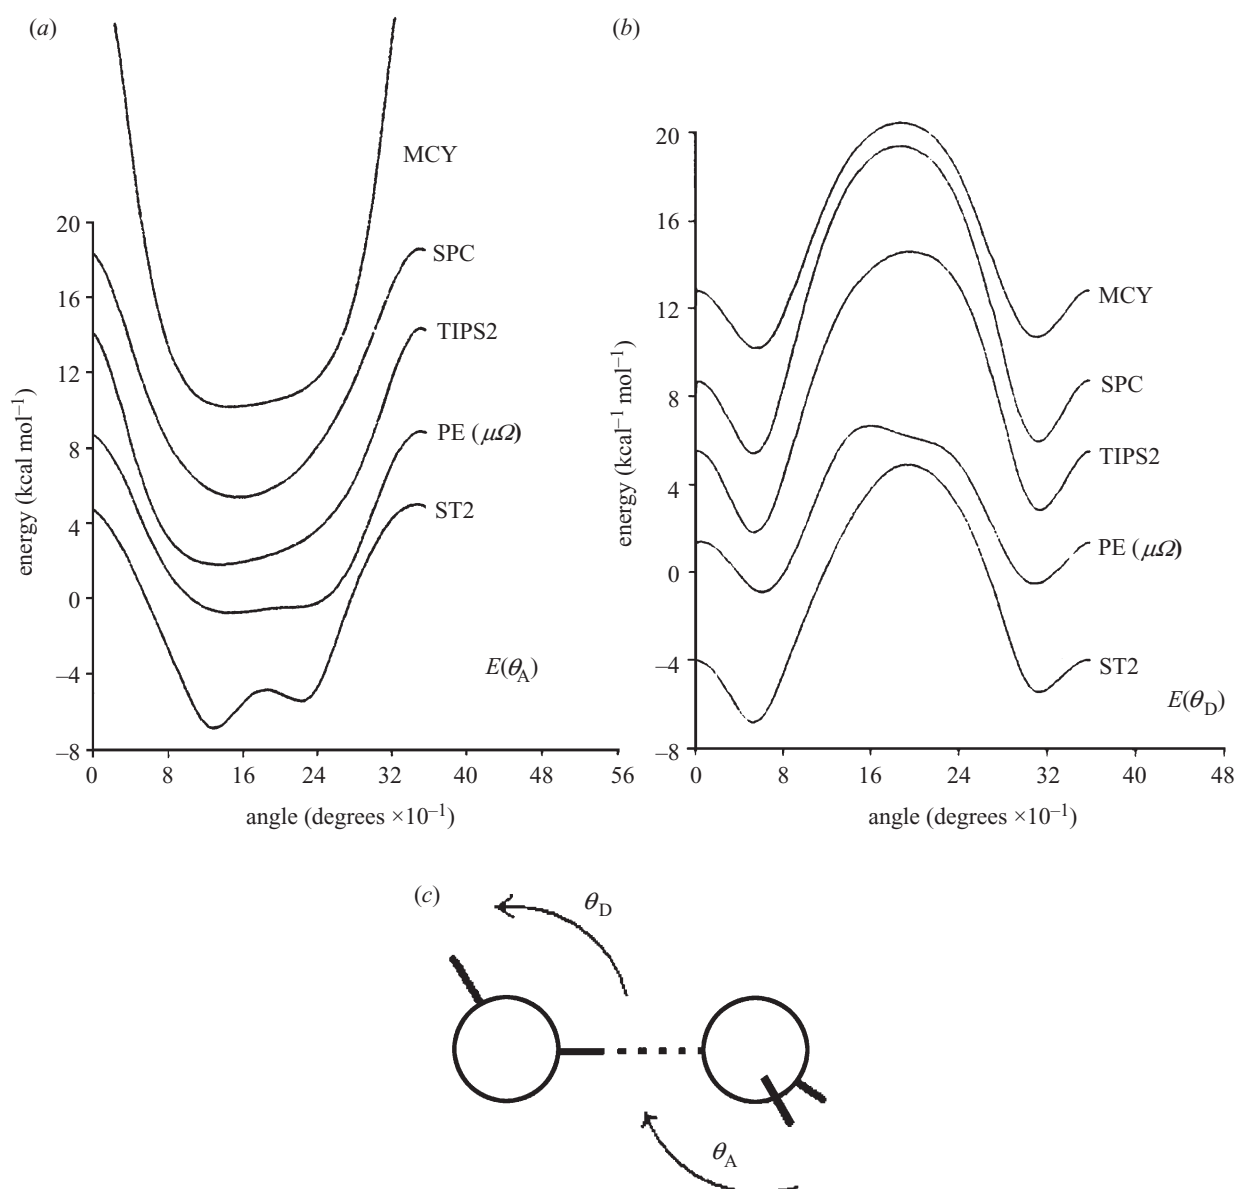 (a)
MCY
20
SPC
16
TIPS2
12
PE (μΩ)
8
ST2
4
0
–4
–8
energy (kcal mol–1)
E(θA)
0 8 16 24 32 40 48 56
angle (degrees ×10–1)
(b)
20
16
MCY
12
SPC
8
TIPS2
4
PE (μΩ)
0
ST2
–4
–8
energy (kcal–1 mol–1)
E(θD)
0 8 16 24 32 40 48
angle (degrees ×10–1)
(c)
θD
θA